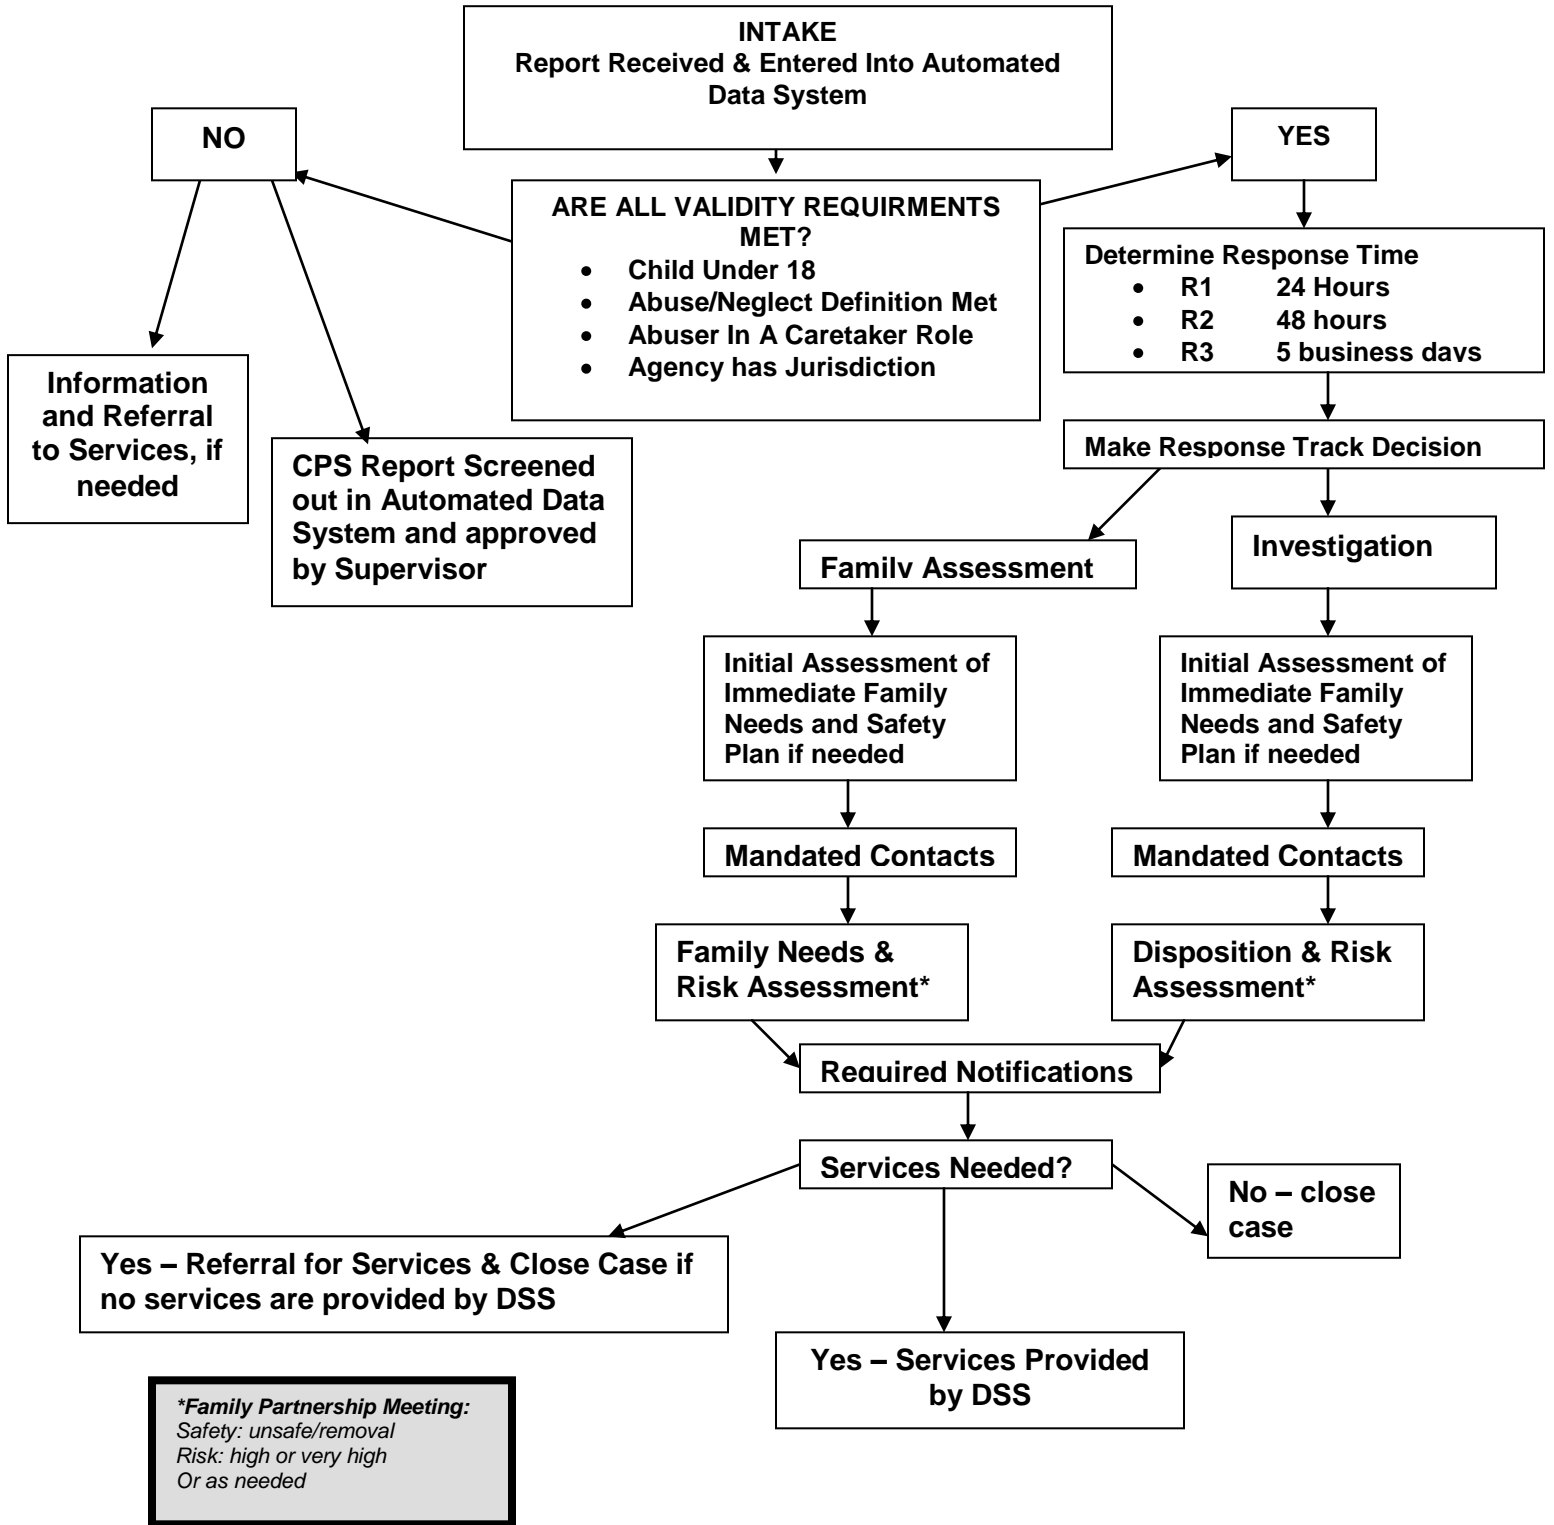 INTAKE
Report Received & Entered Into Automated
Data System
NO
YES
ARE ALL VALIDITY REQUIRMENTS
MET?
• Child Under 18
• Abuse/Neglect Definition Met
• Abuser In A Caretaker Role
• Agency has Jurisdiction
Determine Response Time
• R1 24 Hours
• R2 48 hours
• R3 5 business days
Information
and Referral
to Services, if
needed
CPS Report Screened
out in Automated Data
System and approved
by Supervisor
Make Response Track Decision
Family Assessment
Investigation
Initial Assessment of
Immediate Family
Needs and Safety
Plan if needed
Initial Assessment of
Immediate Family
Needs and Safety
Plan if needed
Mandated Contacts
Mandated Contacts
Family Needs &
Risk Assessment*
Disposition & Risk
Assessment*
Required Notifications
Services Needed?
No – close
case
Yes – Referral for Services & Close Case if
no services are provided by DSS
Yes – Services Provided
by DSS
*Family Partnership Meeting:
Safety: unsafe/removal
Risk: high or very high
Or as needed